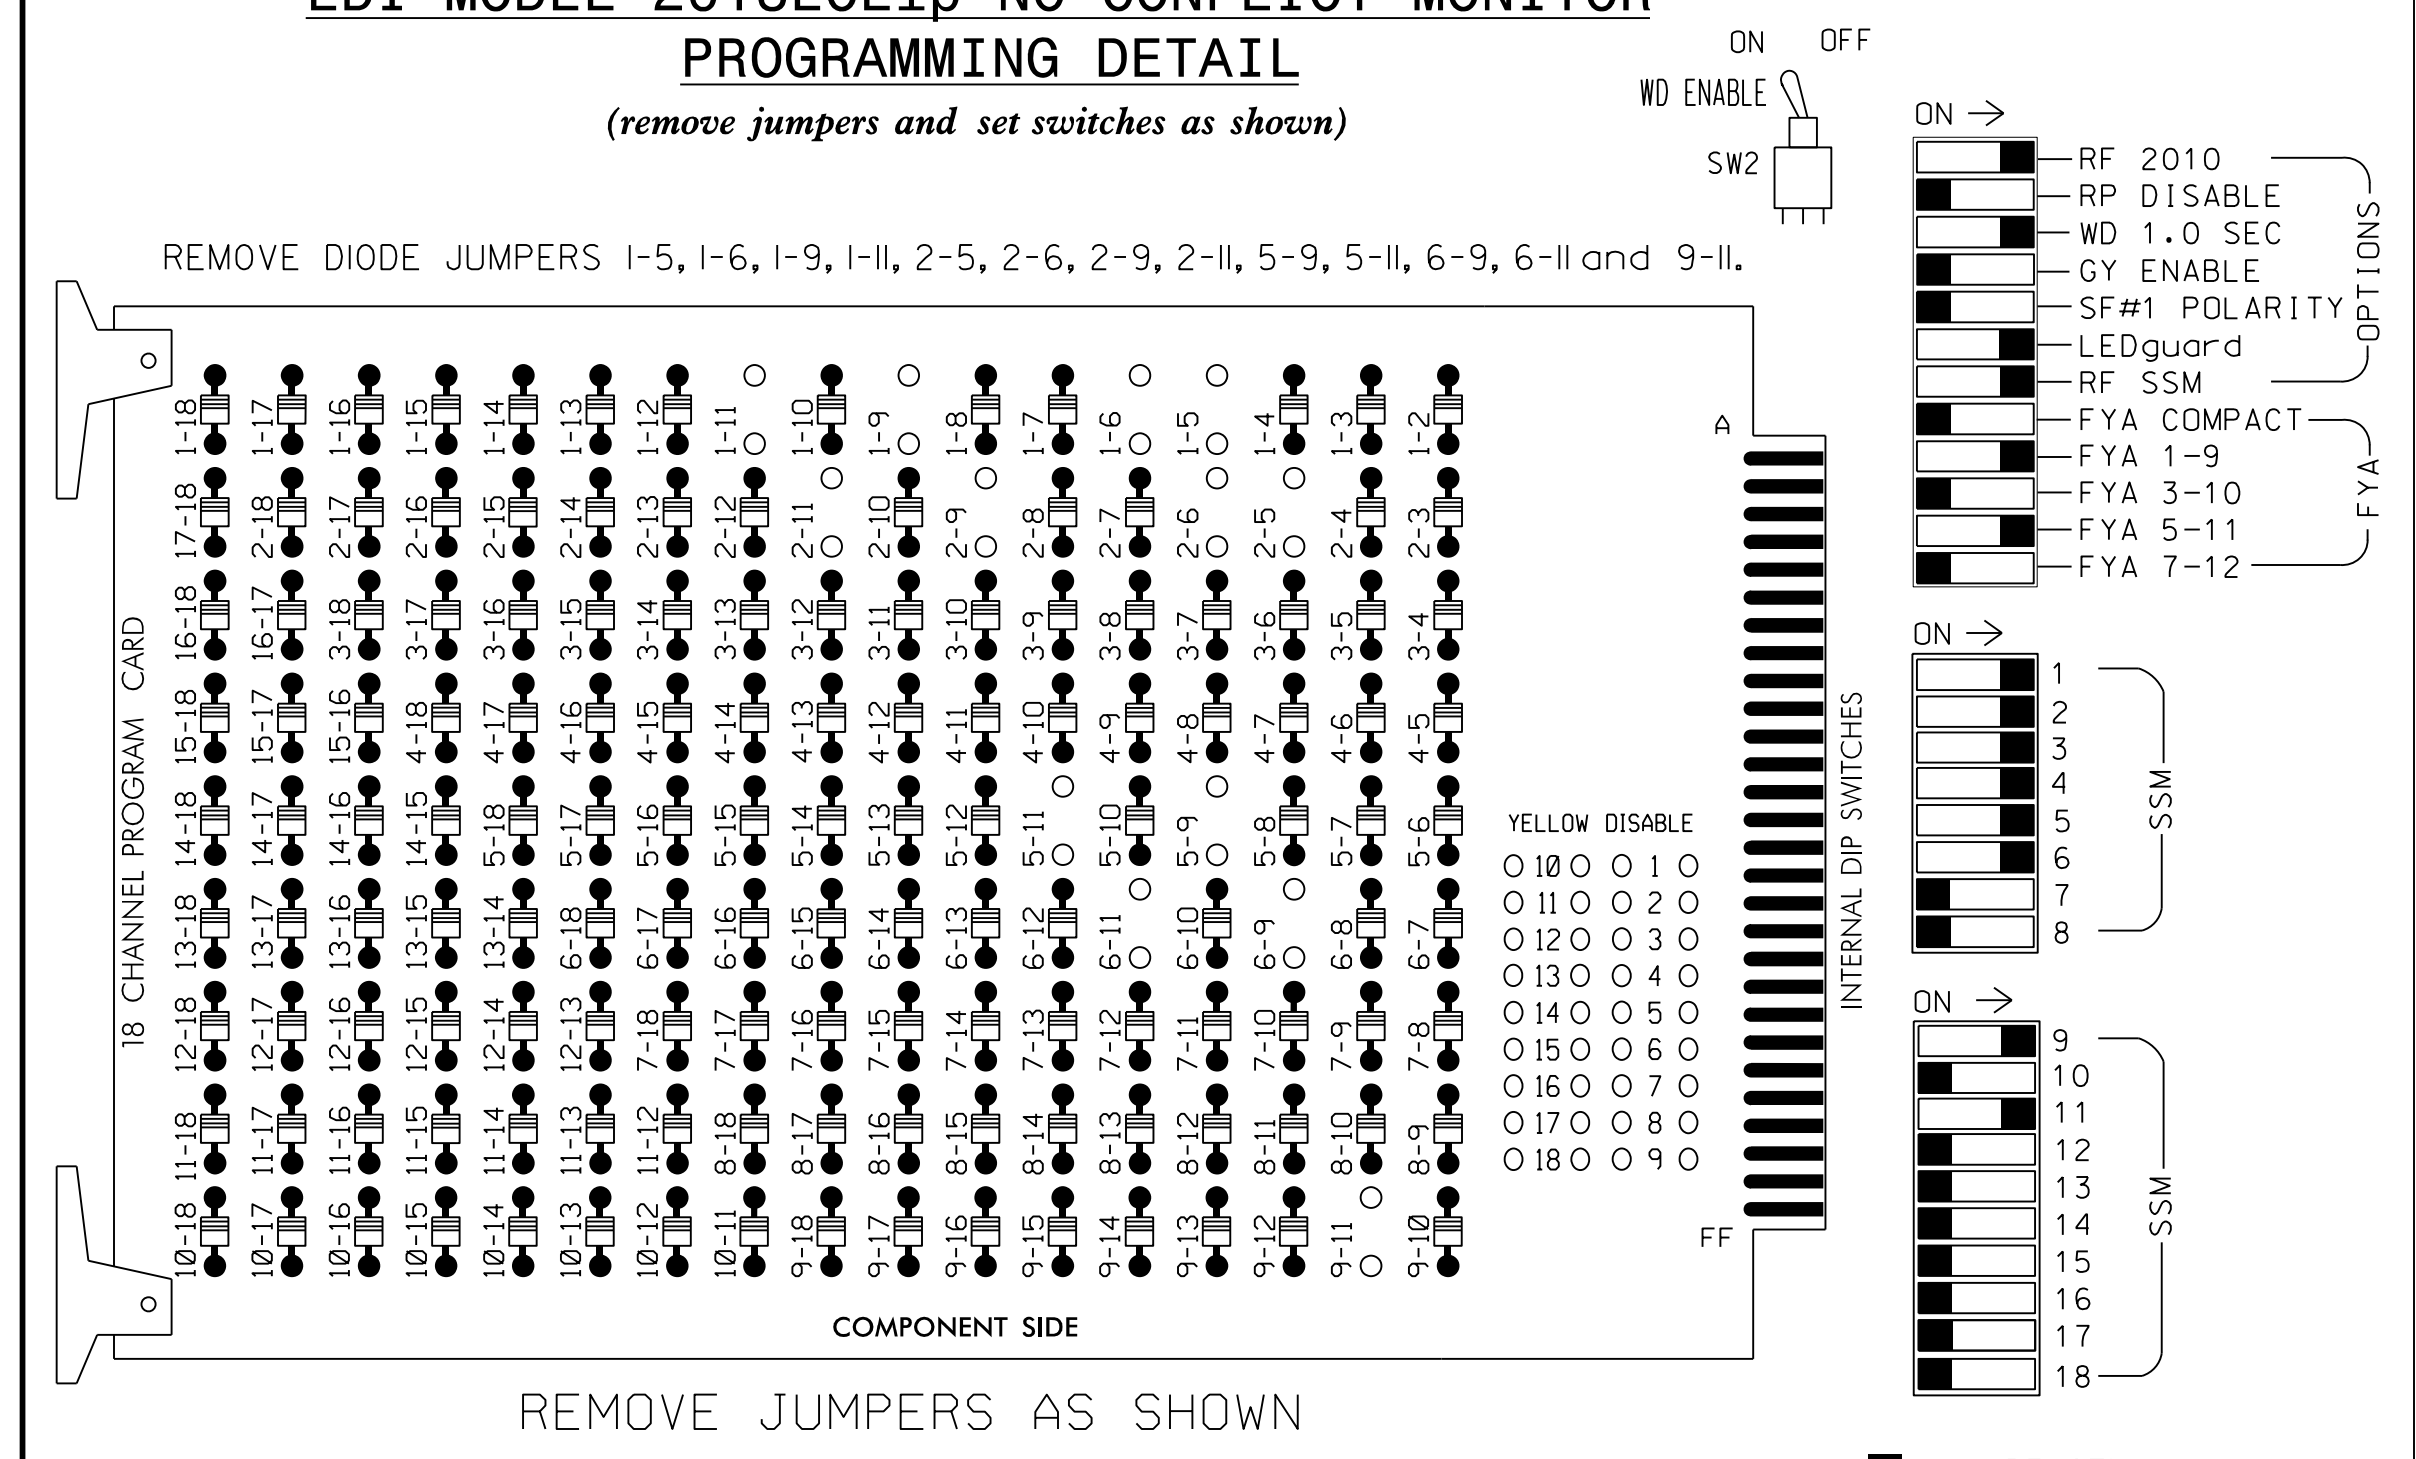 PROGRAMMING DETAIL
(remove jumpers and set switches as shown)
ON OFF
WD ENABLE
SW2
REMOVE DIODE JUMPERS 1-5, 1-6, 1-9, 1-11, 2-5, 2-6, 2-9, 2-11, 5-9, 5-11, 6-9, 6-11 and 9-11.
1-18 1-17 1-16 1-15 1-14 1-13 1-12 1-11 1-10 1-9 1-8 1-7 1-6 1-5 1-4 1-3 1-2
17-18 2-18 2-17 2-16 2-15 2-14 2-13 2-12 2-11 2-10 2-9 2-8 2-7 2-6 2-5 2-4 2-3
16-18 16-17 3-18 3-17 3-16 3-15 3-14 3-13 3-12 3-11 3-10 3-9 3-8 3-7 3-6 3-5 3-4
15-18 15-17 15-16 4-18 4-17 4-16 4-15 4-14 4-13 4-12 4-11 4-10 4-9 4-8 4-7 4-6 4-5
14-18 14-17 14-16 14-15 5-18 5-17 5-16 5-15 5-14 5-13 5-12 5-11 5-10 5-9 5-8 5-7 5-6
13-18 13-17 13-16 13-15 13-14 6-18 6-17 6-16 6-15 6-14 6-13 6-12 6-11 6-10 6-9 6-8 6-7
12-18 12-17 12-16 12-15 12-14 12-13 7-18 7-17 7-16 7-15 7-14 7-13 7-12 7-11 7-10 7-9 7-8
11-18 11-17 11-16 11-15 11-14 11-13 11-12 8-18 8-17 8-16 8-15 8-14 8-13 8-12 8-11 8-10 8-9
10-18 10-17 10-16 10-15 10-14 10-13 10-12 10-11 9-18 9-17 9-16 9-15 9-14 9-13 9-12 9-11 9-10
18 CHANNEL PROGRAM CARD
A
YELLOW DISABLE
10 1
11 2
12 3
13 4
14 5
15 6
16 7
17 8
18 9
FF
INTERNAL DIP SWITCHES
COMPONENT SIDE
REMOVE JUMPERS AS SHOWN
ON →
RF 2010
RP DISABLE
WD 1.0 SEC
GY ENABLE
SF#1 POLARITY
LEDguard
RF SSM
OPTIONS
FYA COMPACT
FYA 1-9
FYA 3-10
FYA 5-11
FYA 7-12
FYA
ON →
1
2
3
4
5
6
7
8
SSM
ON →
9
10
11
12
13
14
15
16
17
18
SSM